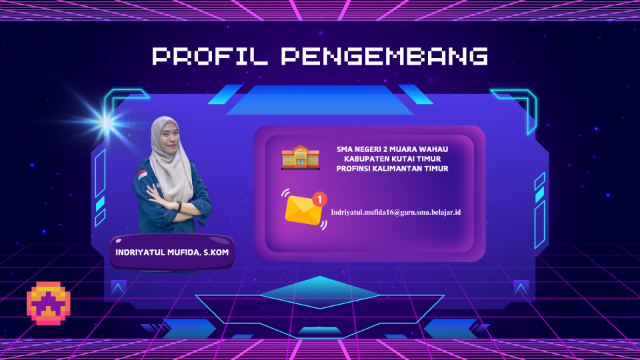 PROFIL PENGEMBANG
SMA NEGERI 2 MUARA WAHAU
KABUPATEN KUTAI TIMUR
PROFINSI KALIMANTAN TIMUR
1
Indriyatul.mufida16@guru.sma.belajar.id
INDRIYATUL MUFIDA, S.KOM